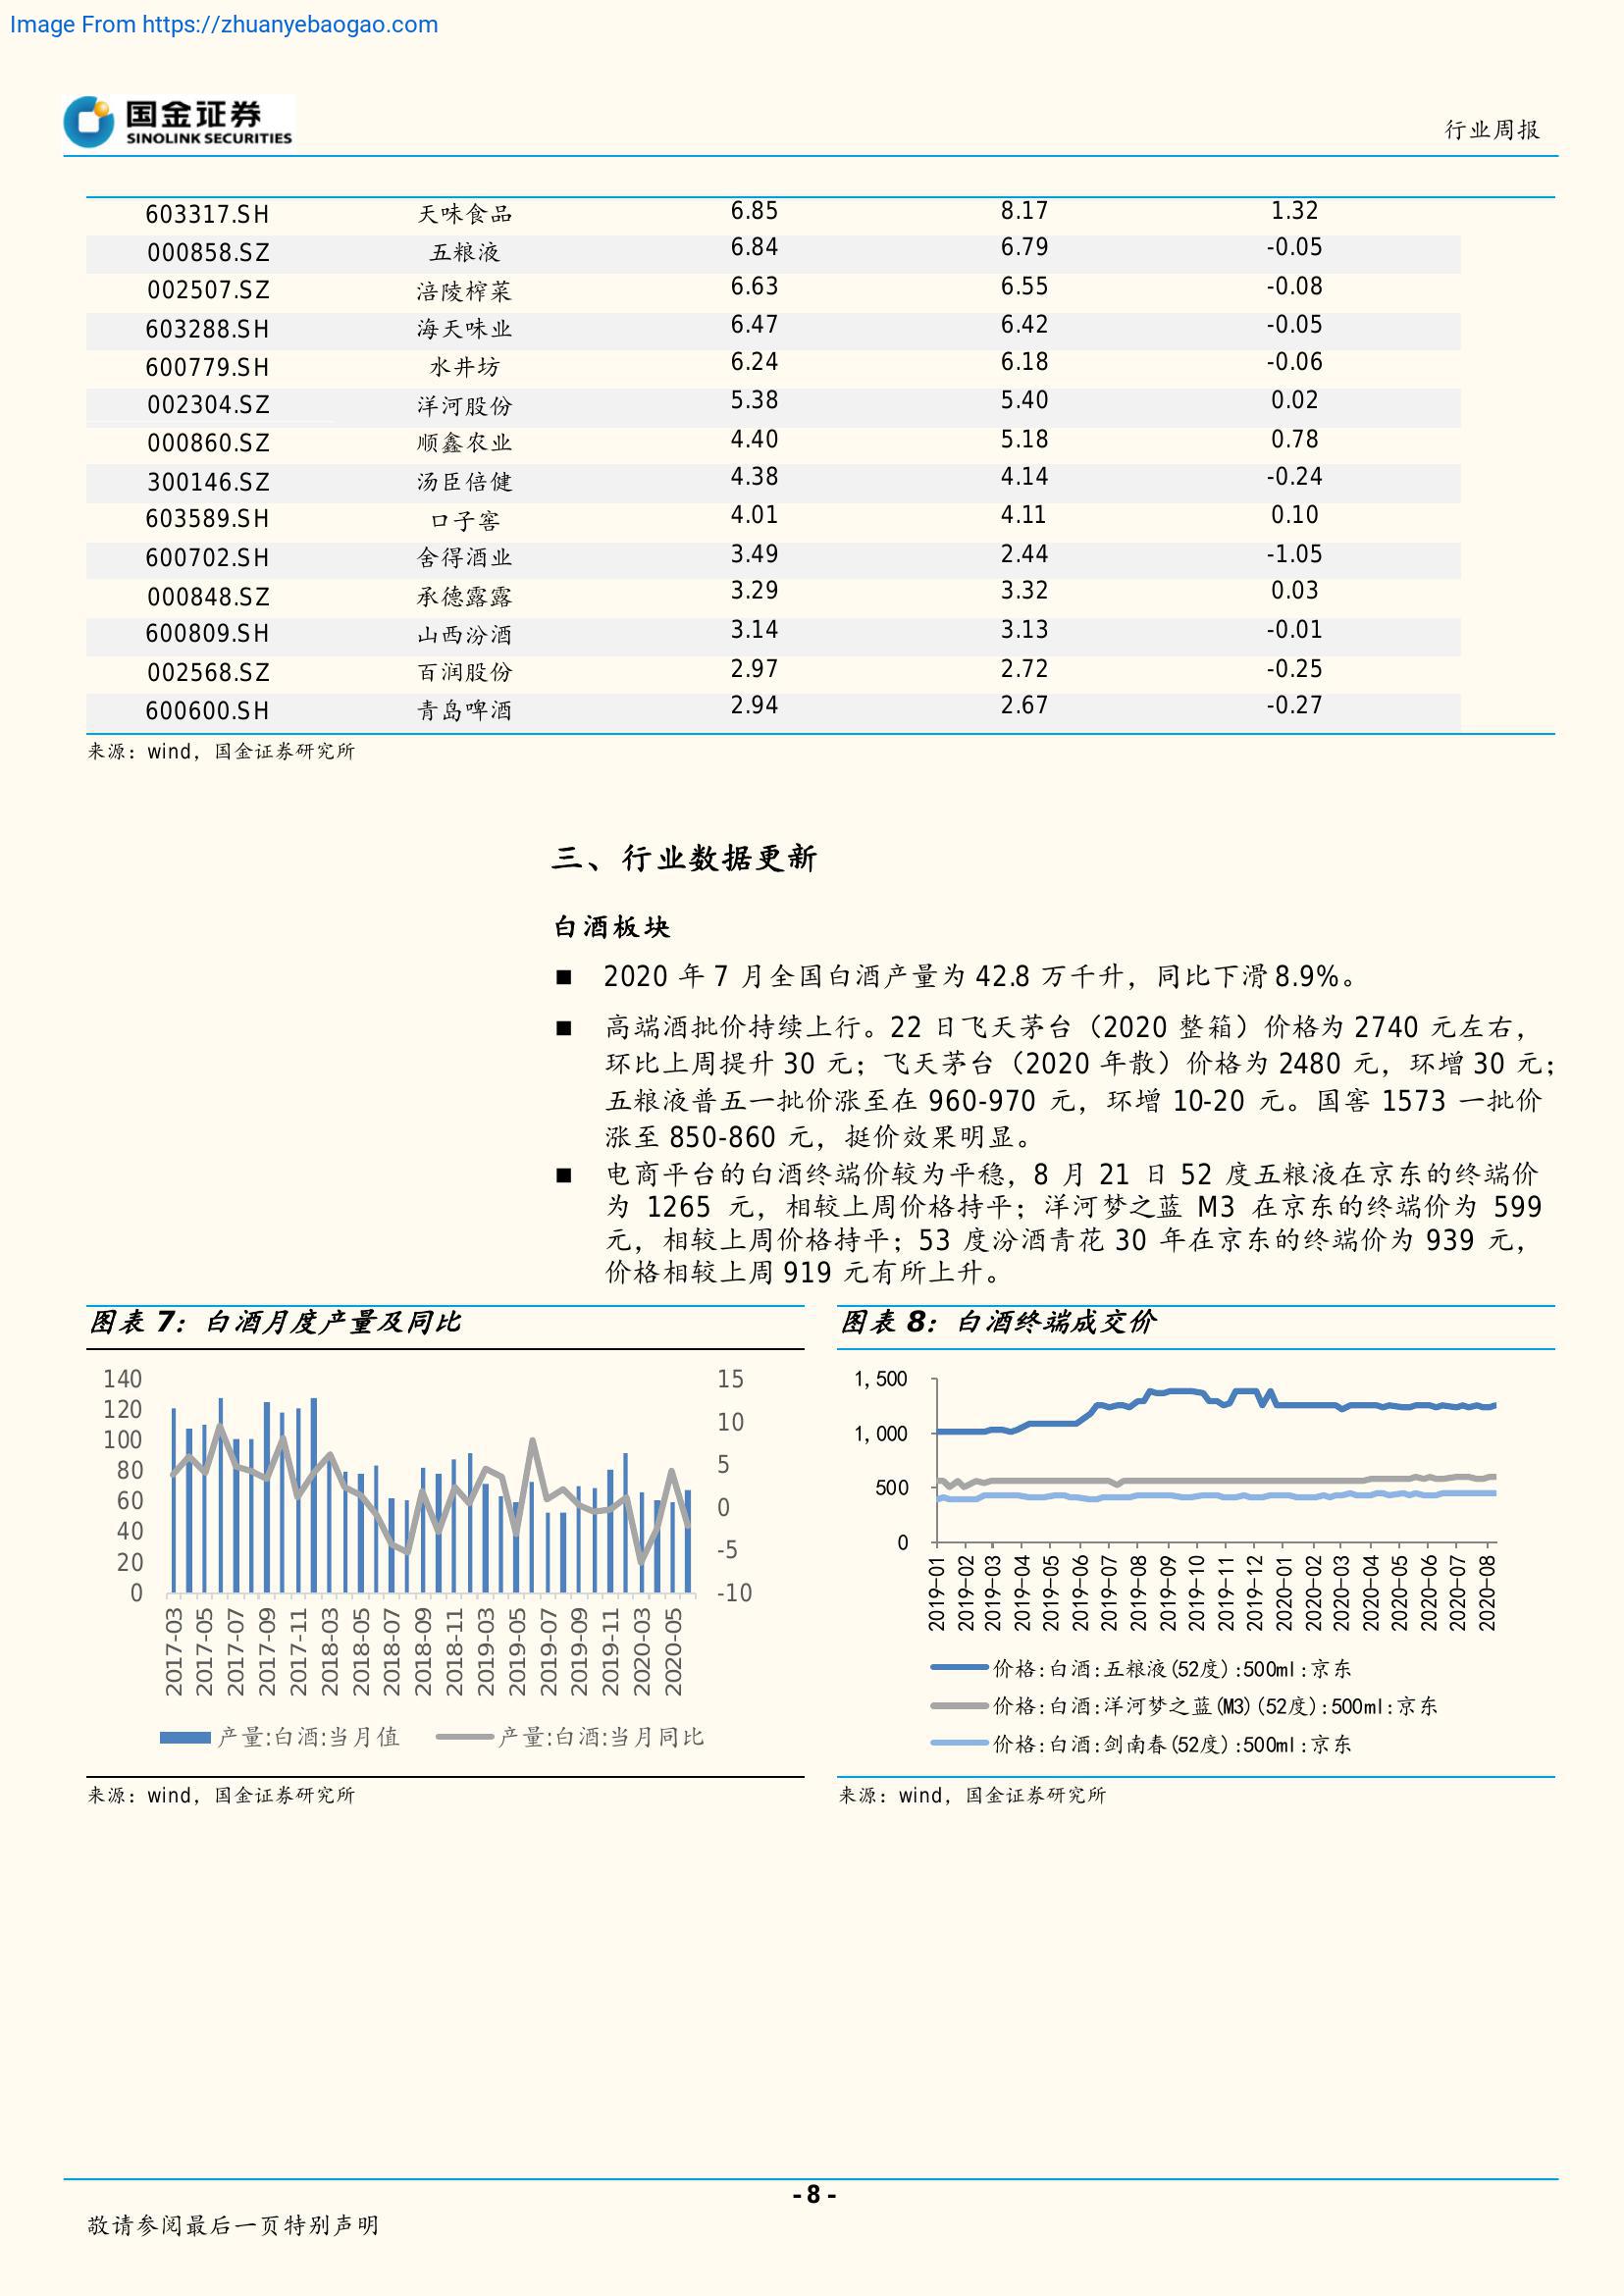 Image From https://zhuanyebaogao.com
国金证券
SINOLINK SECURITIES
行业周报
603317.SH 天味食品 6.85 8.17 1.32
000858.SZ 五粮液 6.84 6.79 -0.05
002507.SZ 涪陵榨菜 6.63 6.55 -0.08
603288.SH 海天味业 6.47 6.42 -0.05
600779.SH 水井坊 6.24 6.18 -0.06
002304.SZ 洋河股份 5.38 5.40 0.02
000860.SZ 顺鑫农业 4.40 5.18 0.78
300146.SZ 汤臣倍健 4.38 4.14 -0.24
603589.SH 口子窖 4.01 4.11 0.10
600702.SH 舍得酒业 3.49 2.44 -1.05
000848.SZ 承德露露 3.29 3.32 0.03
600809.SH 山西汾酒 3.14 3.13 -0.01
002568.SZ 百润股份 2.97 2.72 -0.25
600600.SH 青岛啤酒 2.94 2.67 -0.27
来源：wind，国金证券研究所
三、行业数据更新
白酒板块
■ 2020 年 7 月全国白酒产量为 42.8 万千升，同比下滑 8.9%。
■ 高端酒批价持续上行。22 日飞天茅台（2020 整箱）价格为 2740 元左右，
环比上周提升 30 元；飞天茅台（2020 年散）价格为 2480 元，环增 30 元；
五粮液普五一批价涨至在 960-970 元，环增 10-20 元。国窖 1573 一批价
涨至 850-860 元，挺价效果明显。
■ 电商平台的白酒终端价较为平稳，8 月 21 日 52 度五粮液在京东的终端价
为 1265 元，相较上周价格持平；洋河梦之蓝 M3 在京东的终端价为 599
元，相较上周价格持平；53 度汾酒青花 30 年在京东的终端价为 939 元，
价格相较上周 919 元有所上升。
图表 7：白酒月度产量及同比
140
120
100
80
60
40
20
0
15
10
5
0
-5
-10
2017-03
2017-05
2017-07
2017-09
2017-11
2018-03
2018-05
2018-07
2018-09
2018-11
2019-03
2019-05
2019-07
2019-09
2019-11
2020-03
2020-05
产量:白酒:当月值 产量:白酒:当月同比
来源：wind，国金证券研究所
图表 8：白酒终端成交价
1,500
1,000
500
0
2019-01
2019-02
2019-03
2019-04
2019-05
2019-06
2019-07
2019-08
2019-09
2019-10
2019-11
2019-12
2020-01
2020-02
2020-03
2020-04
2020-05
2020-06
2020-07
2020-08
价格:白酒:五粮液(52度):500ml:京东
价格:白酒:洋河梦之蓝(M3)(52度):500ml:京东
价格:白酒:剑南春(52度):500ml:京东
来源：wind，国金证券研究所
- 8 -
敬请参阅最后一页特别声明